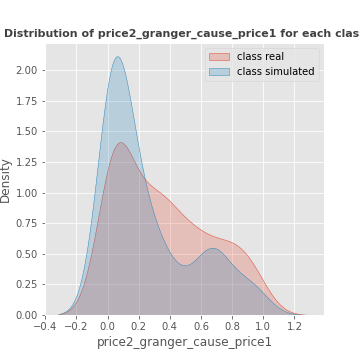 Distribution of price2_granger_cause_price1 for each clas
class real
class simulated
2.00
1.75
1.50
1.25
1.00
0.75
0.50
0.25
0.00
Density
−0.4 −0.2 0.0 0.2 0.4 0.6 0.8 1.0 1.2
price2_granger_cause_price1